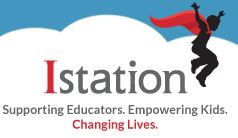 Istation
Supporting Educators. Empowering Kids.
Changing Lives.